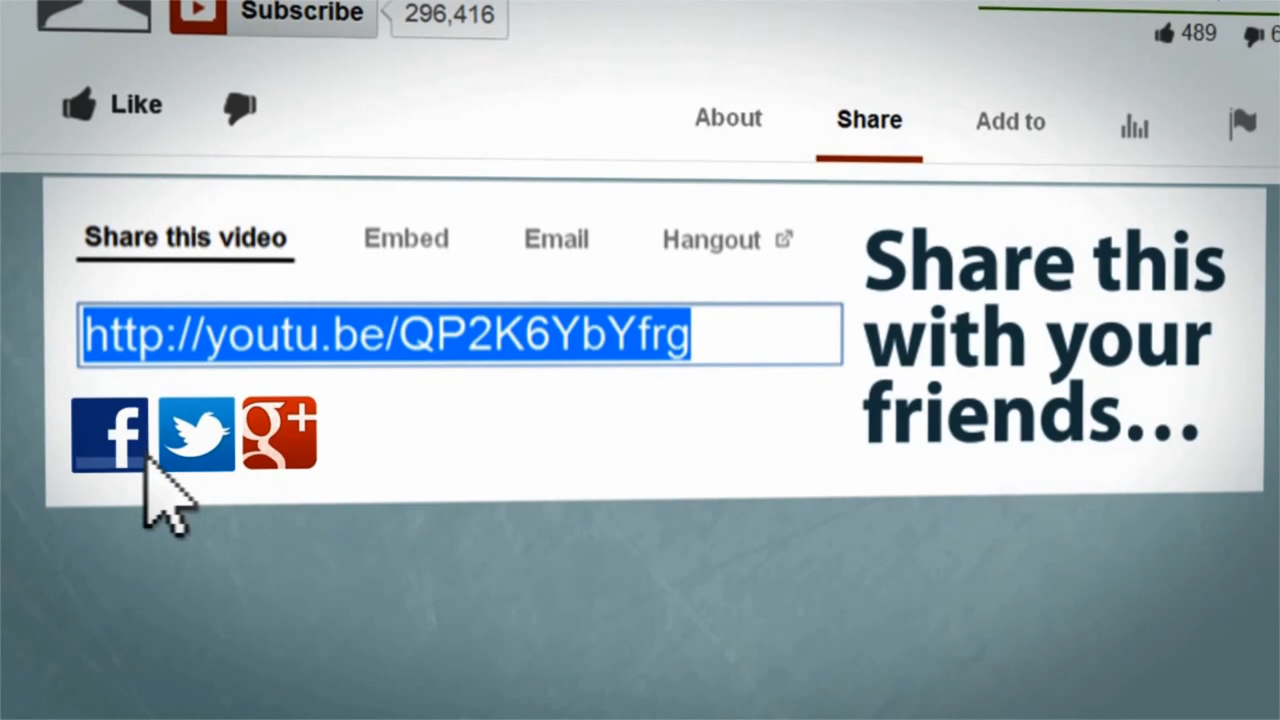 Subscribe 296,416
489 6
Like
About Share Add to
Share this video Embed Email Hangout
http://youtu.be/QP2K6YbYfrg
f g+
Share this
with your
friends...